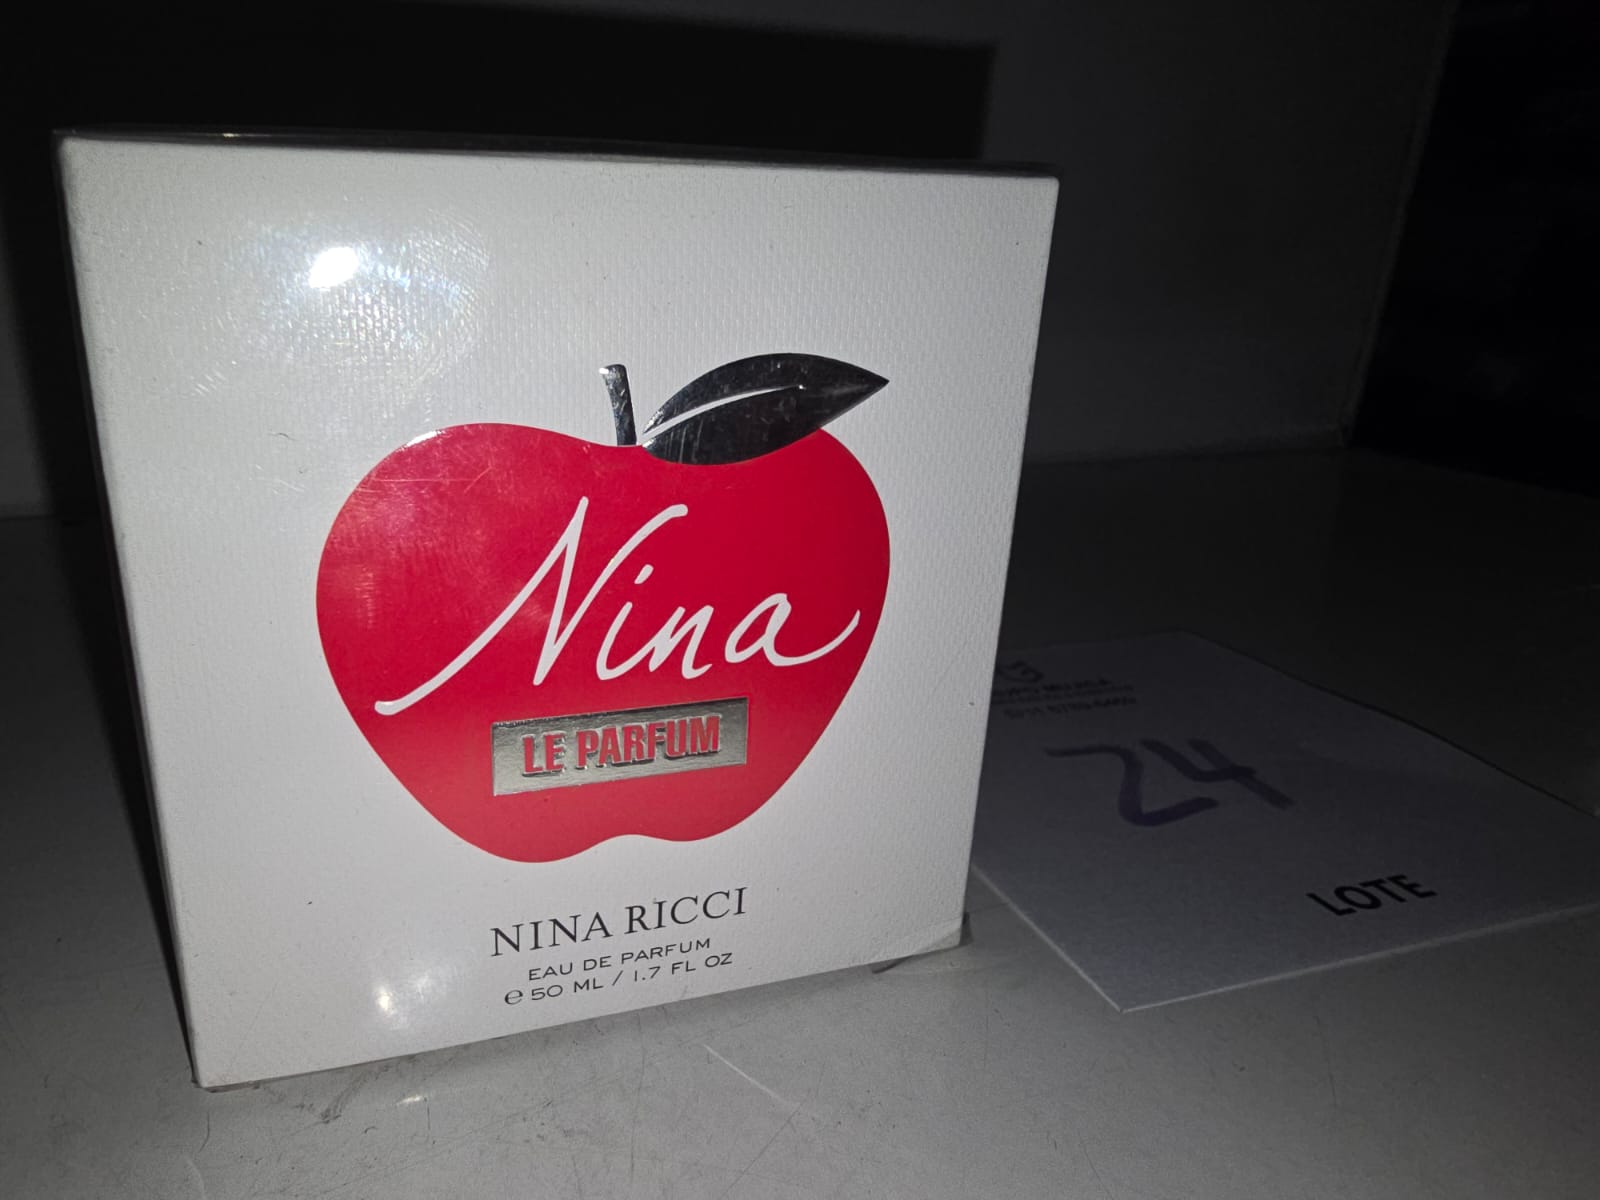 Nina
LE PARFUM
NINA RICCI
EAU DE PARFUM
℮ 50 ML / 1.7 FL OZ
24
LOTE